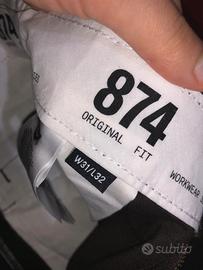 874
ORIGINAL FIT
WORKWEAR
W31/L32
subito